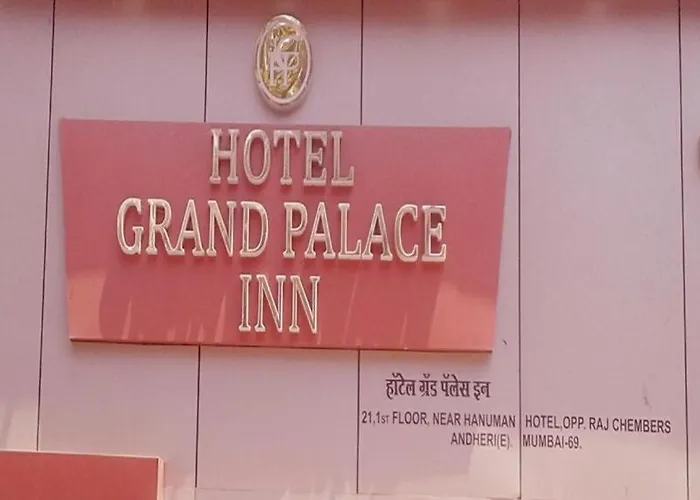 HOTEL
GRAND PALACE
INN
हॉटेल ग्रॅड पॅलेस इन
21,1ST FLOOR, NEAR HANUMAN HOTEL,OPP. RAJ CHEMBERS
ANDHERI(E). MUMBAI-69.